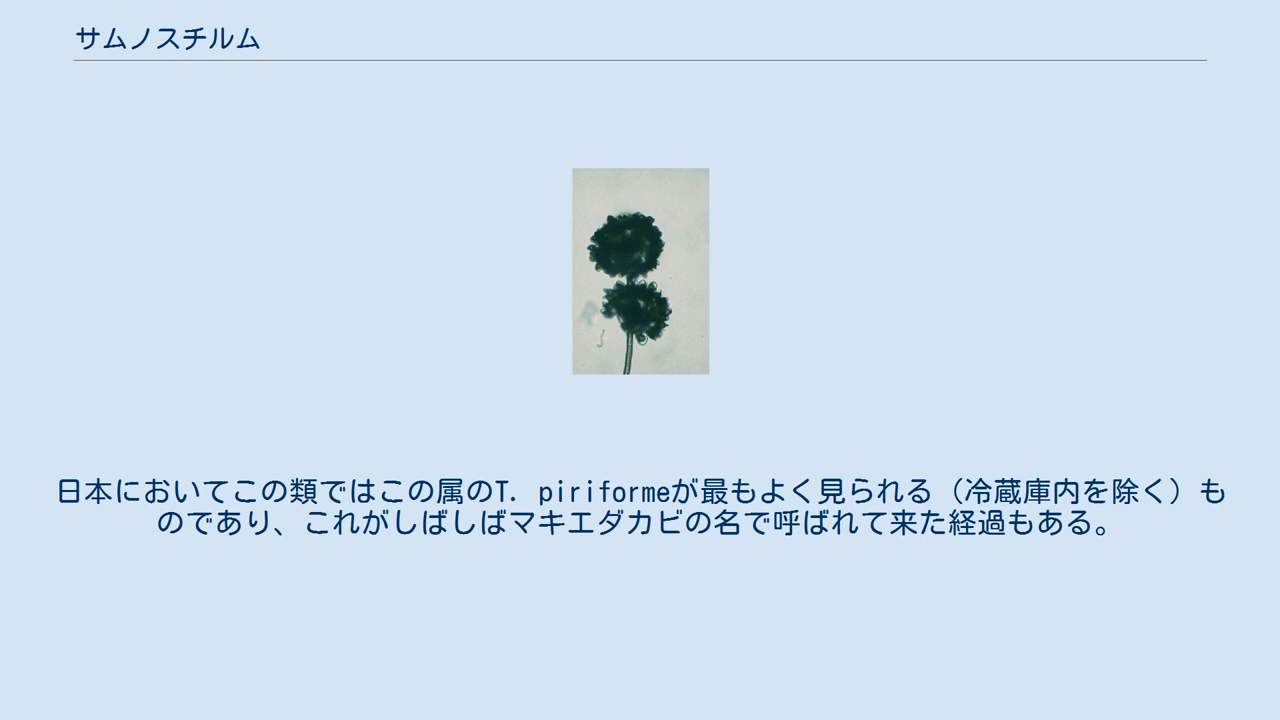 サムノスチルム
日本においてこの類ではこの属のT. piriformeが最もよく見られる（冷蔵庫内を除く）も
のであり、これがしばしばマキエダカビの名で呼ばれて来た経過もある。